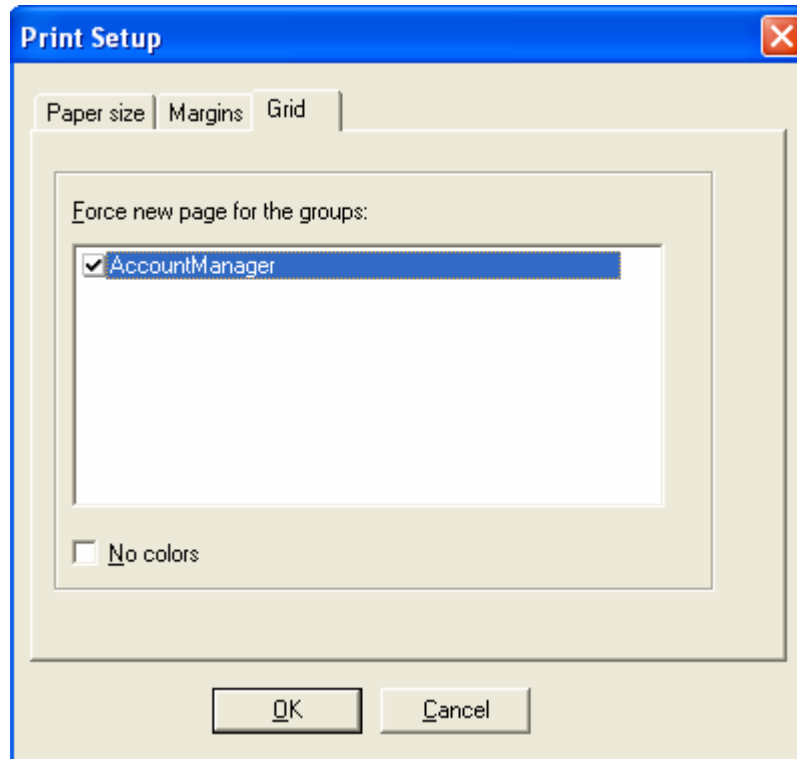 Print Setup
Paper size Margins Grid
Force new page for the groups:
AccountManager
No colors
OK Cancel